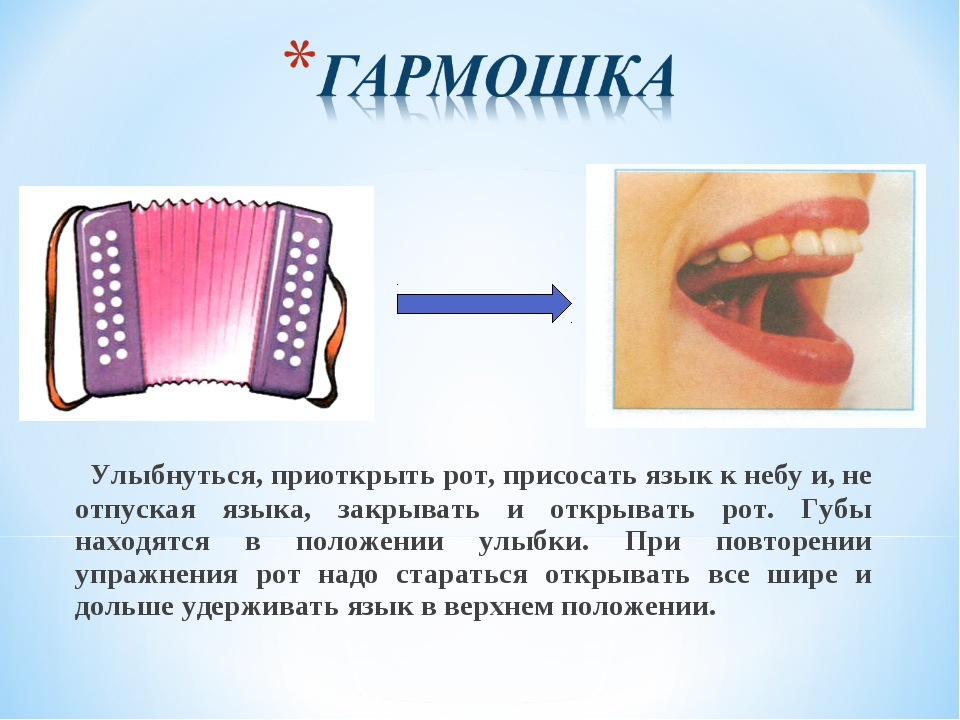 *ГАРМОШКА
Улыбнуться, приоткрыть рот, присосать язык к небу и, не
отпуская языка, закрывать и открывать рот. Губы
находятся в положении улыбки. При повторении
упражнения рот надо стараться открывать все шире и
дольше удерживать язык в верхнем положении.